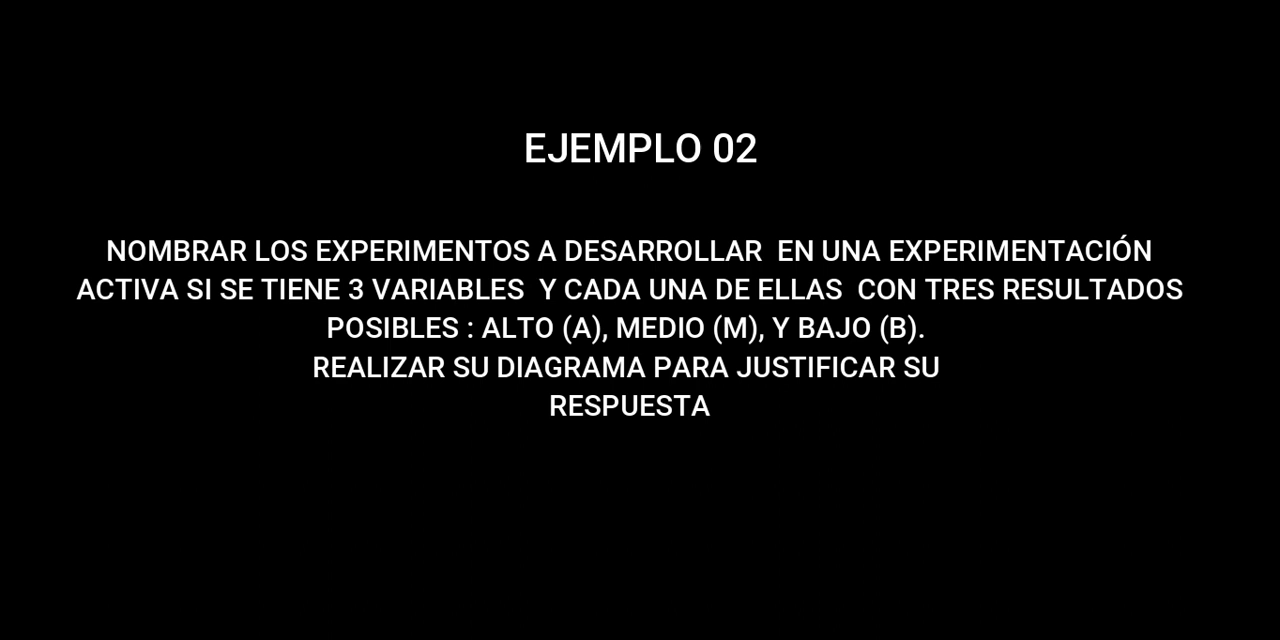 EJEMPLO 02
NOMBRAR LOS EXPERIMENTOS A DESARROLLAR EN UNA EXPERIMENTACIÓN
ACTIVA SI SE TIENE 3 VARIABLES Y CADA UNA DE ELLAS CON TRES RESULTADOS
POSIBLES : ALTO (A), MEDIO (M), Y BAJO (B).
REALIZAR SU DIAGRAMA PARA JUSTIFICAR SU
RESPUESTA